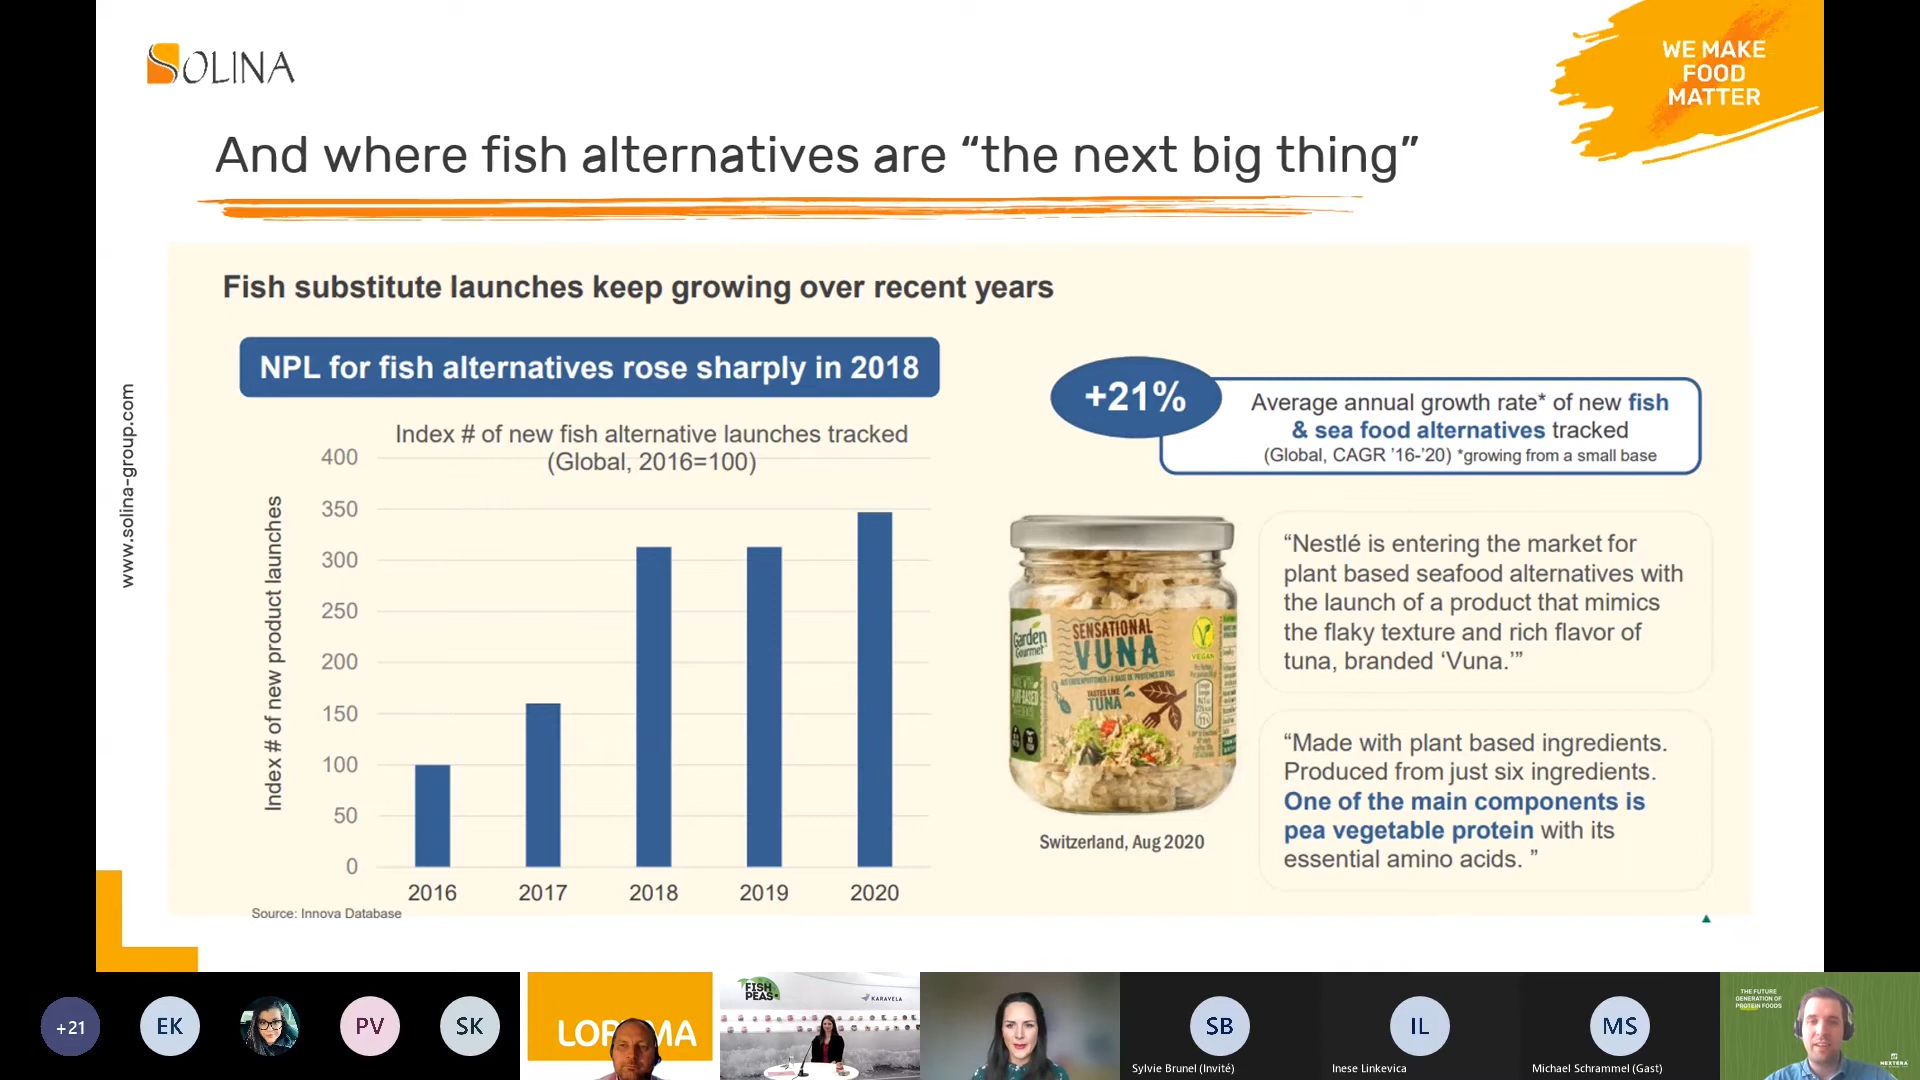 SOLINA
WE MAKE
FOOD
MATTER
And where fish alternatives are “the next big thing”
www.solina-group.com
Fish substitute launches keep growing over recent years
NPL for fish alternatives rose sharply in 2018
Index # of new fish alternative launches tracked
(Global, 2016=100)
Index # of new product launches
400
350
300
250
200
150
100
50
0
2016 2017 2018 2019 2020
Source: Innova Database
+21%
Average annual growth rate* of new fish
& sea food alternatives tracked
(Global, CAGR ’16-’20) *growing from a small base
Garden
Gourmet
SENSATIONAL
VUNA
TASTES LIKE
TUNA
VEGAN
Switzerland, Aug 2020
“Nestlé is entering the market for
plant based seafood alternatives with
the launch of a product that mimics
the flaky texture and rich flavor of
tuna, branded ‘Vuna.’”
“Made with plant based ingredients.
Produced from just six ingredients.
One of the main components is
pea vegetable protein with its
essential amino acids. ”
+21
EK
PV
SK
FISH
PEAS
KARAVELA
SB
Sylvie Brunel (Invité)
IL
Inese Linkevica
MS
Michael Schrammel (Gast)
THE FUTURE
GENERATION OF
PROTEIN FOODS